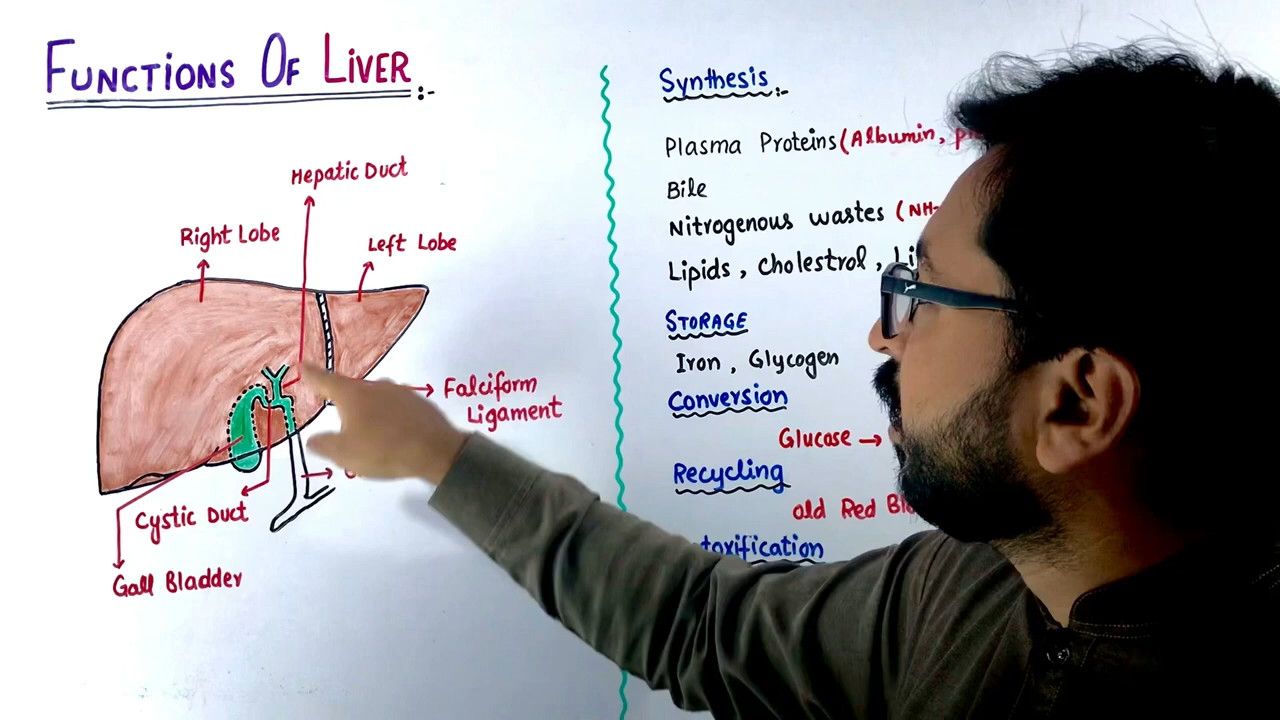 FUNCTIONS OF LIVER :-
Hepatic Duct
Right Lobe
Left Lobe
Falciform
Ligament
Cystic Duct
Gall Bladder
Synthesis :-
Plasma Proteins (Albumin,
Bile
Nitrogenous wastes (NH
Lipids, Cholestrol,
STORAGE
Iron, Glycogen
Conversion
Glucose →
Recycling
old Red